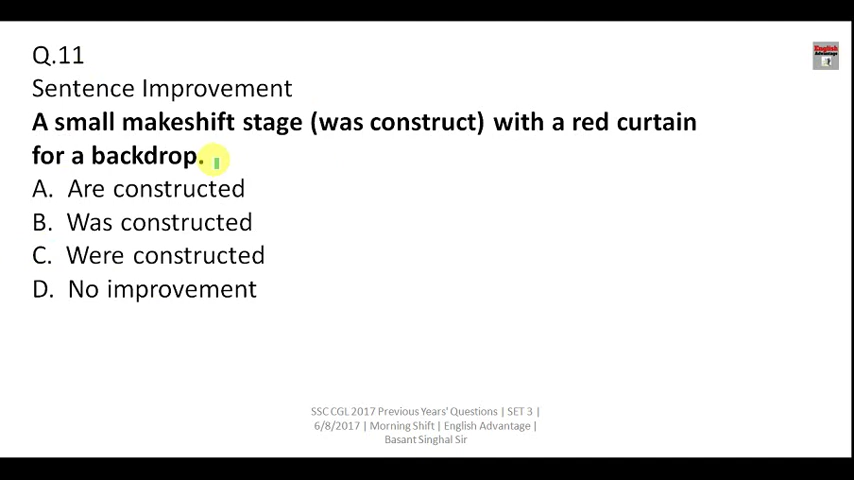 Q.11
English
Advantage
Sentence Improvement
A small makeshift stage (was construct) with a red curtain
for a backdrop.
A. Are constructed
B. Was constructed
C. Were constructed
D. No improvement
SSC CGL 2017 Previous Years' Questions | SET 3 |
6/8/2017 | Morning Shift | English Advantage |
Basant Singhal Sir